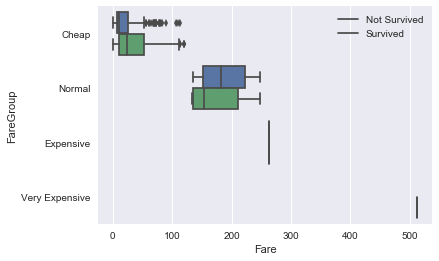 Not Survived
Survived
Cheap
Normal
Expensive
Very Expensive
FareGroup
0 100 200 300 400 500
Fare